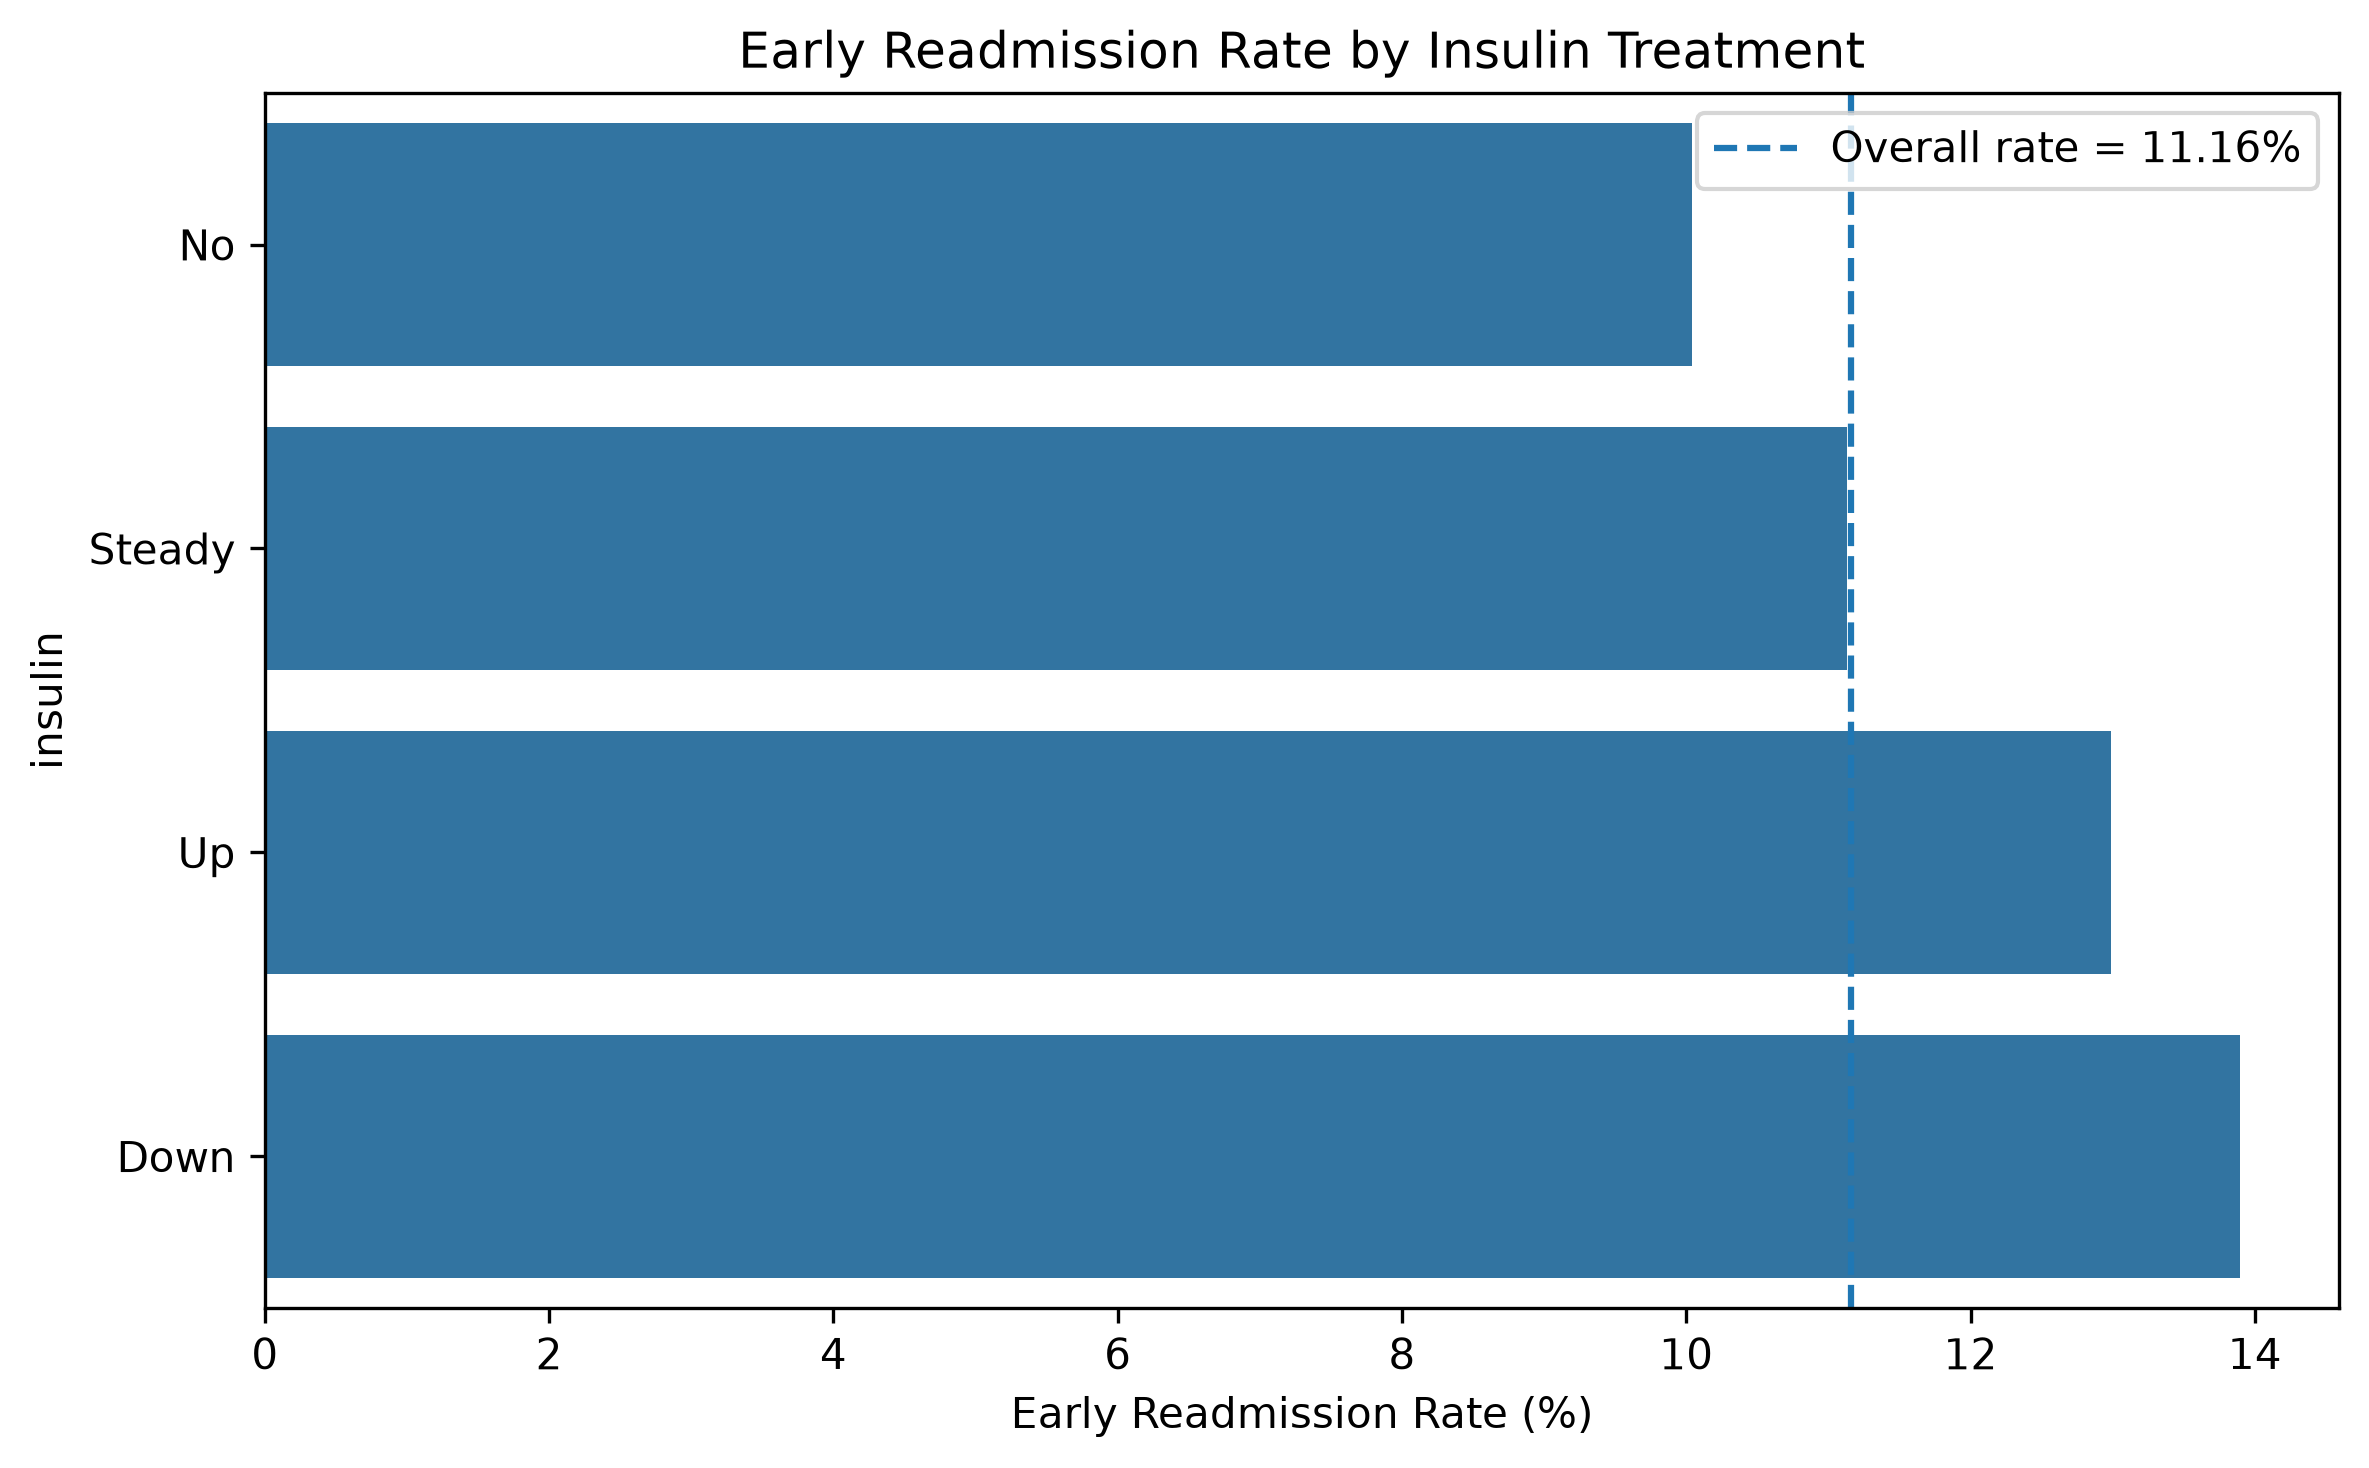 Early Readmission Rate by Insulin Treatment
Overall rate = 11.16%
No
Steady
Up
Down
insulin
0 2 4 6 8 10 12 14
Early Readmission Rate (%)